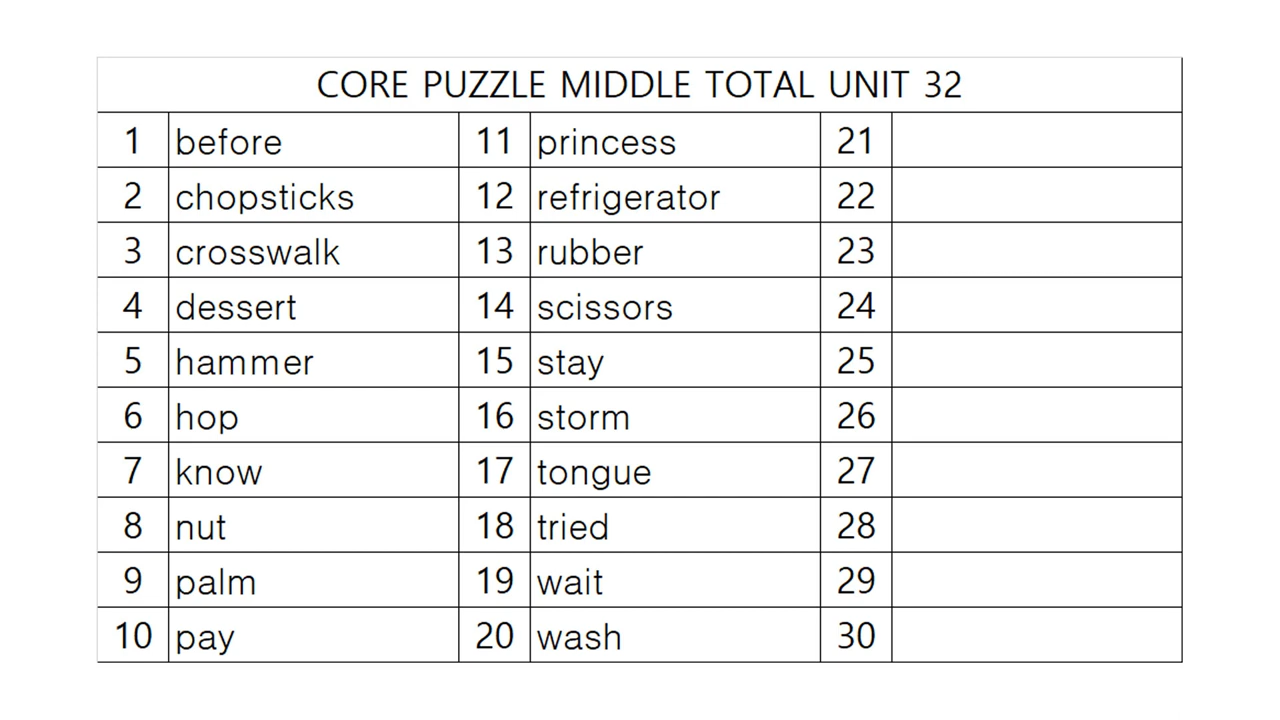 CORE PUZZLE MIDDLE TOTAL UNIT 32
1 before 11 princess 21
2 chopsticks 12 refrigerator 22
3 crosswalk 13 rubber 23
4 dessert 14 scissors 24
5 hammer 15 stay 25
6 hop 16 storm 26
7 know 17 tongue 27
8 nut 18 tried 28
9 palm 19 wait 29
10 pay 20 wash 30